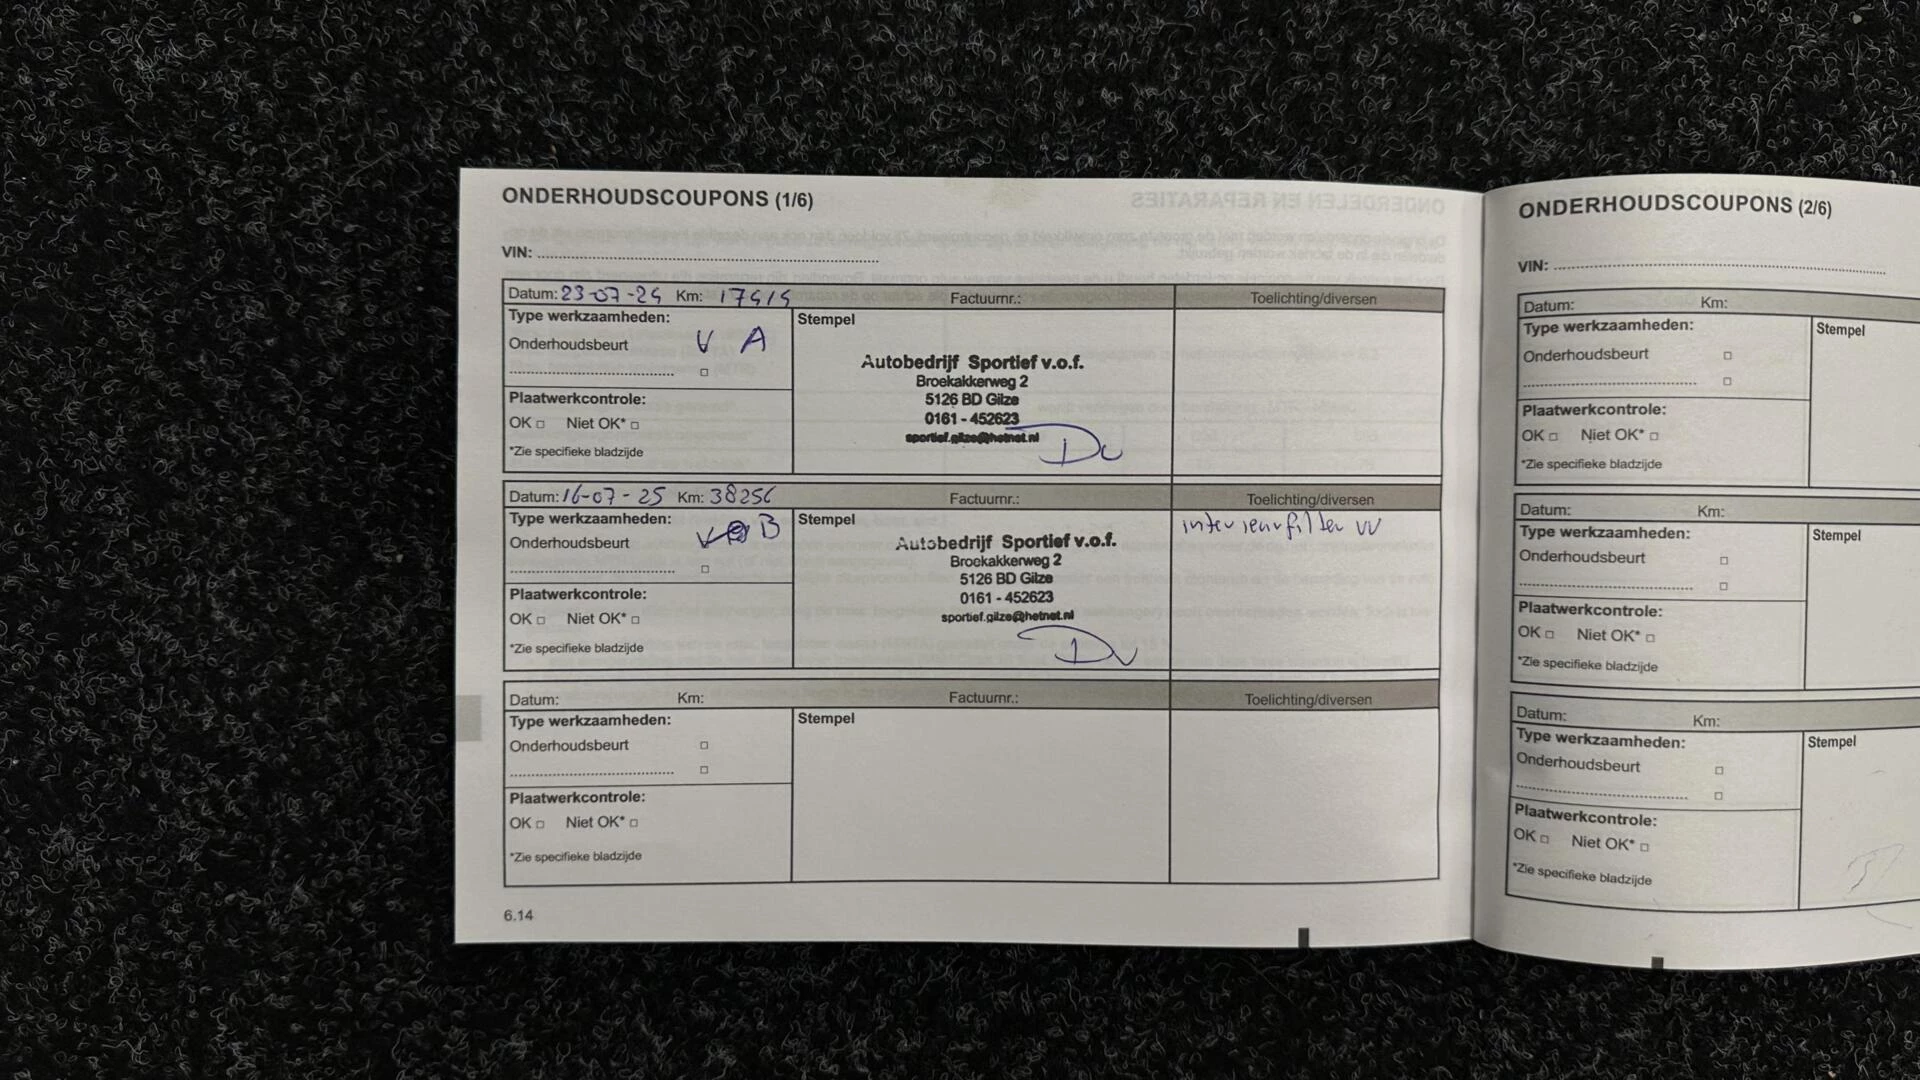 ONDERHOUDSCOUPONS (1/6)
VIN:
Datum: 23-07-24 Km: 17515 Factuurnr.: Toelichting/diversen
Type werkzaamheden: Stempel
Onderhoudsbeurt V A
Plaatwerkcontrole:
OK Niet OK*
*Zie specifieke bladzijde
Autobedrijf Sportief v.o.f.
Broekakkerweg 2
5126 BD Gilze
0161 - 452623
sportief.gilze@hetnet.nl
Datum: 16-07-25 Km: 38256 Factuurnr.: Toelichting/diversen
Type werkzaamheden: Stempel
Onderhoudsbeurt V B
Plaatwerkcontrole:
OK Niet OK*
*Zie specifieke bladzijde
Autobedrijf Sportief v.o.f.
Broekakkerweg 2
5126 BD Gilze
0161 - 452623
sportief.gilze@hetnet.nl
interieurfilter VV
Datum: Km: Factuurnr.: Toelichting/diversen
Type werkzaamheden: Stempel
Onderhoudsbeurt
Plaatwerkcontrole:
OK Niet OK*
*Zie specifieke bladzijde
6.14
ONDERHOUDSCOUPONS (2/6)
VIN:
Datum: Km:
Type werkzaamheden: Stempel
Onderhoudsbeurt
Plaatwerkcontrole:
OK Niet OK*
*Zie specifieke bladzijde
Datum: Km:
Type werkzaamheden: Stempel
Onderhoudsbeurt
Plaatwerkcontrole:
OK Niet OK*
*Zie specifieke bladzijde
Datum: Km:
Type werkzaamheden: Stempel
Onderhoudsbeurt
Plaatwerkcontrole:
OK Niet OK*
*Zie specifieke bladzijde